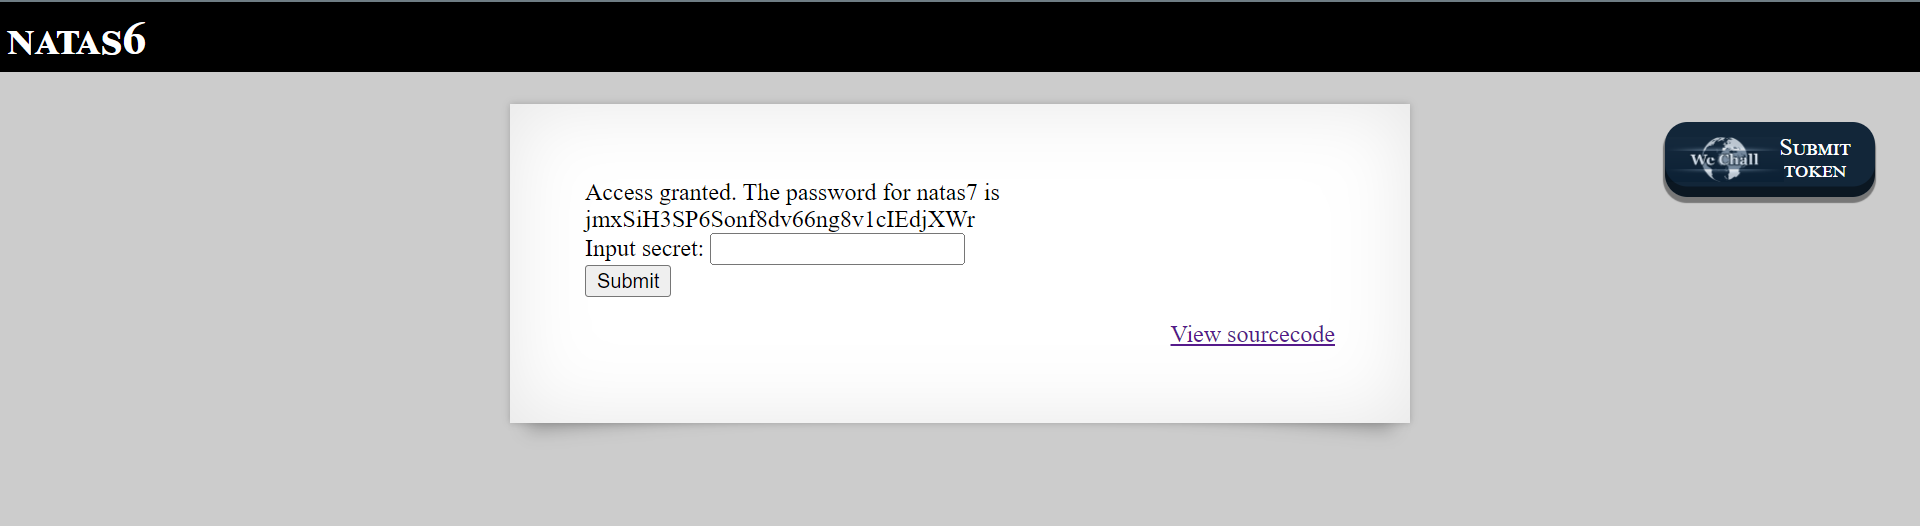 NATAS6
Access granted. The password for natas7 is
jmxSiH3SP6Sonf8dv66ng8v1cIEdjXWr
Input secret:
Submit
View sourcecode
We Chall
Submit
token